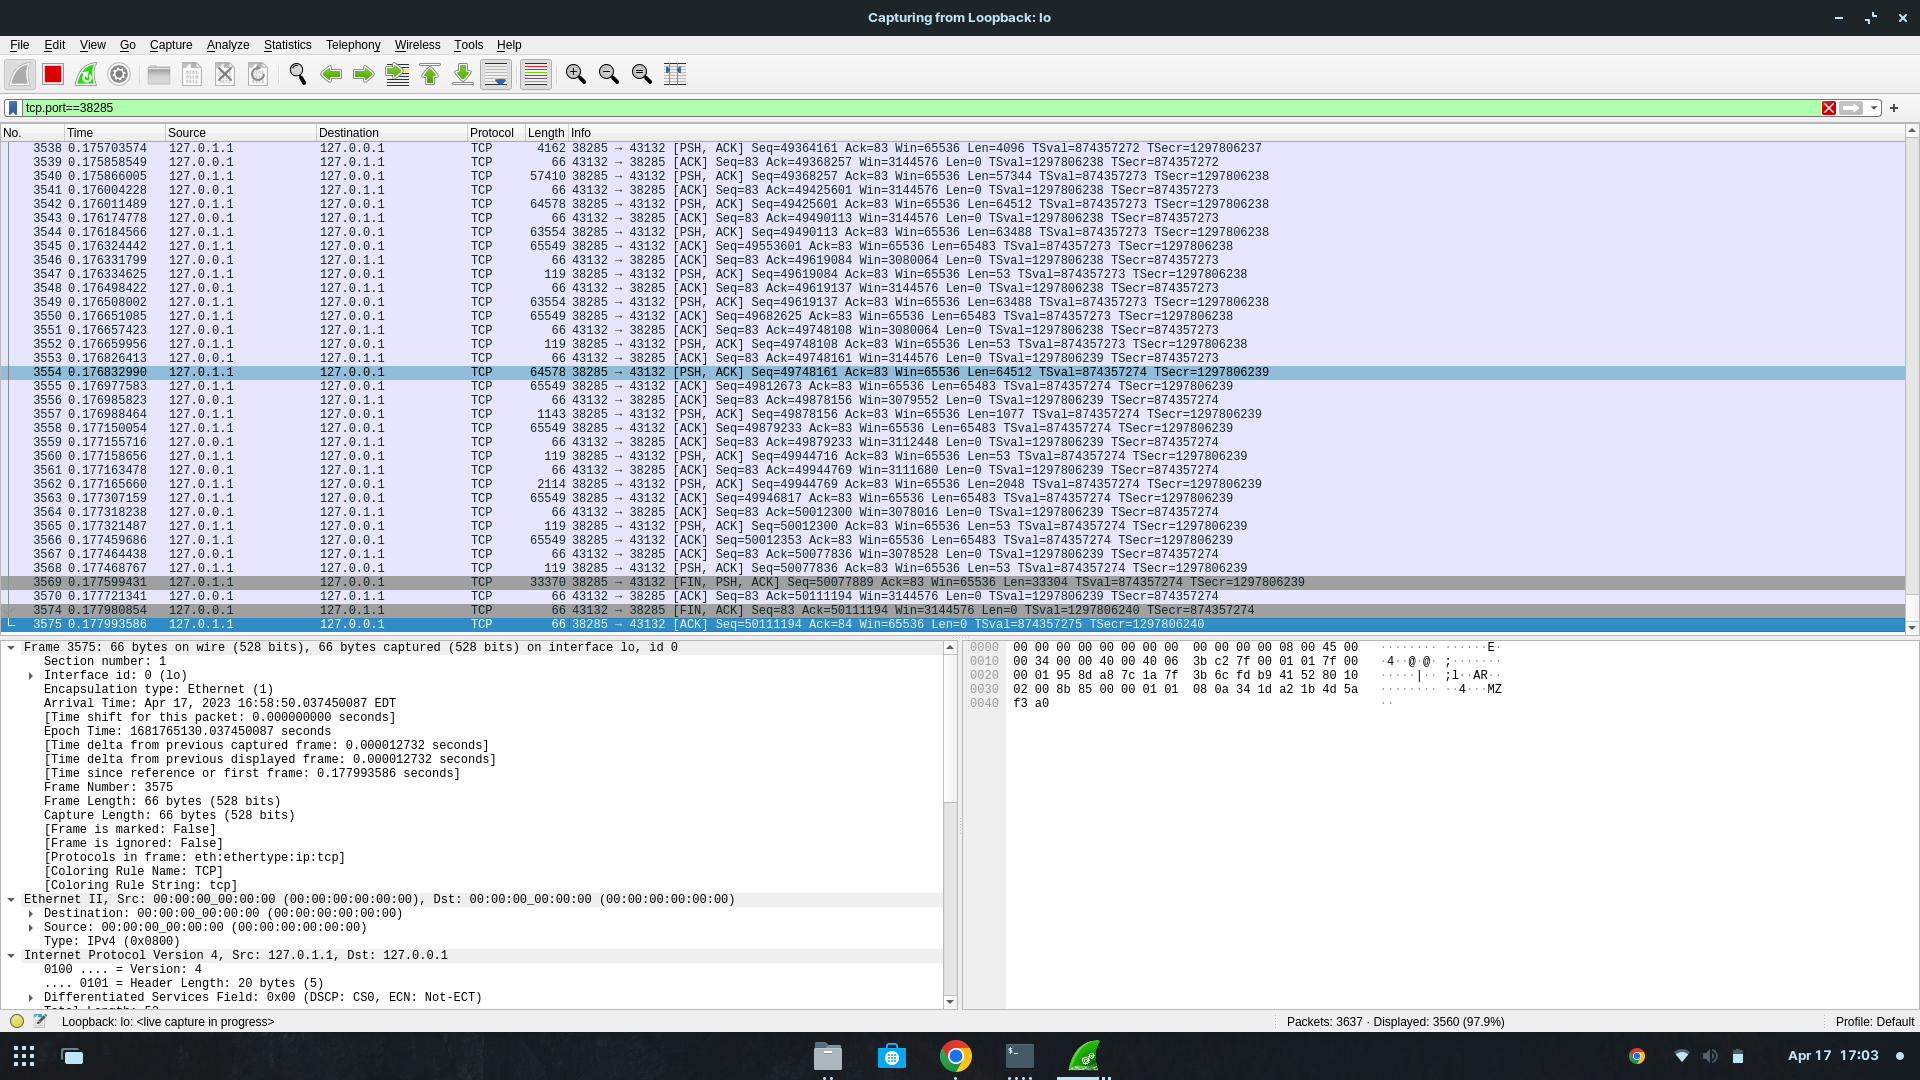 Capturing from Loopback: lo
File Edit View Go Capture Analyze Statistics Telephony Wireless Tools Help
tcp.port==38285
No. Time Source Destination Protocol Length Info
3538 0.175703574 127.0.1.1 127.0.0.1 TCP 4162 38285 → 43132 [PSH, ACK] Seq=49364161 Ack=83 Win=65536 Len=4096 TSval=874357272 TSecr=1297806237
3539 0.175858549 127.0.0.1 127.0.1.1 TCP 66 43132 → 38285 [ACK] Seq=83 Ack=49368257 Win=3144576 Len=0 TSval=1297806238 TSecr=874357272
3540 0.175866005 127.0.1.1 127.0.0.1 TCP 57410 38285 → 43132 [PSH, ACK] Seq=49368257 Ack=83 Win=65536 Len=57344 TSval=874357273 TSecr=1297806238
3541 0.176004228 127.0.0.1 127.0.1.1 TCP 66 43132 → 38285 [ACK] Seq=83 Ack=49425601 Win=3144576 Len=0 TSval=1297806238 TSecr=874357273
3542 0.176011489 127.0.1.1 127.0.0.1 TCP 64578 38285 → 43132 [PSH, ACK] Seq=49425601 Ack=83 Win=65536 Len=64512 TSval=874357273 TSecr=1297806238
3543 0.176174778 127.0.0.1 127.0.1.1 TCP 66 43132 → 38285 [ACK] Seq=83 Ack=49490113 Win=3144576 Len=0 TSval=1297806238 TSecr=874357273
3544 0.176184566 127.0.1.1 127.0.0.1 TCP 63554 38285 → 43132 [PSH, ACK] Seq=49490113 Ack=83 Win=65536 Len=63488 TSval=874357273 TSecr=1297806238
3545 0.176324442 127.0.1.1 127.0.0.1 TCP 65549 38285 → 43132 [ACK] Seq=49553601 Ack=83 Win=65536 Len=65483 TSval=874357273 TSecr=1297806238
3546 0.176331799 127.0.0.1 127.0.1.1 TCP 66 43132 → 38285 [ACK] Seq=83 Ack=49619084 Win=3080064 Len=0 TSval=1297806238 TSecr=874357273
3547 0.176334625 127.0.1.1 127.0.0.1 TCP 119 38285 → 43132 [PSH, ACK] Seq=49619084 Ack=83 Win=65536 Len=53 TSval=874357273 TSecr=1297806238
3548 0.176498422 127.0.0.1 127.0.1.1 TCP 66 43132 → 38285 [ACK] Seq=83 Ack=49619137 Win=3144576 Len=0 TSval=1297806238 TSecr=874357273
3549 0.176508002 127.0.1.1 127.0.0.1 TCP 63554 38285 → 43132 [PSH, ACK] Seq=49619137 Ack=83 Win=65536 Len=63488 TSval=874357273 TSecr=1297806238
3550 0.176651085 127.0.1.1 127.0.0.1 TCP 65549 38285 → 43132 [ACK] Seq=49682625 Ack=83 Win=65536 Len=65483 TSval=874357273 TSecr=1297806238
3551 0.176657423 127.0.0.1 127.0.1.1 TCP 66 43132 → 38285 [ACK] Seq=83 Ack=49748108 Win=3080064 Len=0 TSval=1297806238 TSecr=874357273
3552 0.176659956 127.0.1.1 127.0.0.1 TCP 119 38285 → 43132 [PSH, ACK] Seq=49748108 Ack=83 Win=65536 Len=53 TSval=874357273 TSecr=1297806238
3553 0.176826413 127.0.0.1 127.0.1.1 TCP 66 43132 → 38285 [ACK] Seq=83 Ack=49748161 Win=3144576 Len=0 TSval=1297806239 TSecr=874357273
3554 0.176832990 127.0.1.1 127.0.0.1 TCP 64578 38285 → 43132 [PSH, ACK] Seq=49748161 Ack=83 Win=65536 Len=64512 TSval=874357274 TSecr=1297806239
3555 0.176977583 127.0.1.1 127.0.0.1 TCP 65549 38285 → 43132 [ACK] Seq=49812673 Ack=83 Win=65536 Len=65483 TSval=874357274 TSecr=1297806239
3556 0.176985823 127.0.0.1 127.0.1.1 TCP 66 43132 → 38285 [ACK] Seq=83 Ack=49878156 Win=3079552 Len=0 TSval=1297806239 TSecr=874357274
3557 0.176988464 127.0.1.1 127.0.0.1 TCP 1143 38285 → 43132 [PSH, ACK] Seq=49878156 Ack=83 Win=65536 Len=1077 TSval=874357274 TSecr=1297806239
3558 0.177150054 127.0.1.1 127.0.0.1 TCP 65549 38285 → 43132 [ACK] Seq=49879233 Ack=83 Win=65536 Len=65483 TSval=874357274 TSecr=1297806239
3559 0.177155716 127.0.0.1 127.0.1.1 TCP 66 43132 → 38285 [ACK] Seq=83 Ack=49879233 Win=3112448 Len=0 TSval=1297806239 TSecr=874357274
3560 0.177158656 127.0.1.1 127.0.0.1 TCP 119 38285 → 43132 [PSH, ACK] Seq=49944716 Ack=83 Win=65536 Len=53 TSval=874357274 TSecr=1297806239
3561 0.177163478 127.0.0.1 127.0.1.1 TCP 66 43132 → 38285 [ACK] Seq=83 Ack=49944769 Win=3111680 Len=0 TSval=1297806239 TSecr=874357274
3562 0.177165660 127.0.1.1 127.0.0.1 TCP 2114 38285 → 43132 [PSH, ACK] Seq=49944769 Ack=83 Win=65536 Len=2048 TSval=874357274 TSecr=1297806239
3563 0.177307159 127.0.1.1 127.0.0.1 TCP 65549 38285 → 43132 [ACK] Seq=49946817 Ack=83 Win=65536 Len=65483 TSval=874357274 TSecr=1297806239
3564 0.177318238 127.0.0.1 127.0.1.1 TCP 66 43132 → 38285 [ACK] Seq=83 Ack=50012300 Win=3078016 Len=0 TSval=1297806239 TSecr=874357274
3565 0.177321487 127.0.1.1 127.0.0.1 TCP 119 38285 → 43132 [PSH, ACK] Seq=50012300 Ack=83 Win=65536 Len=53 TSval=874357274 TSecr=1297806239
3566 0.177459686 127.0.1.1 127.0.0.1 TCP 65549 38285 → 43132 [ACK] Seq=50012353 Ack=83 Win=65536 Len=65483 TSval=874357274 TSecr=1297806239
3567 0.177464438 127.0.0.1 127.0.1.1 TCP 66 43132 → 38285 [ACK] Seq=83 Ack=50077836 Win=3078528 Len=0 TSval=1297806239 TSecr=874357274
3568 0.177468767 127.0.1.1 127.0.0.1 TCP 119 38285 → 43132 [PSH, ACK] Seq=50077836 Ack=83 Win=65536 Len=53 TSval=874357274 TSecr=1297806239
3569 0.177599431 127.0.1.1 127.0.0.1 TCP 33370 38285 → 43132 [FIN, PSH, ACK] Seq=50077889 Ack=83 Win=65536 Len=33304 TSval=874357274 TSecr=1297806239
3570 0.177721341 127.0.0.1 127.0.1.1 TCP 66 43132 → 38285 [ACK] Seq=83 Ack=50111194 Win=3144576 Len=0 TSval=1297806239 TSecr=874357274
3574 0.177980854 127.0.0.1 127.0.1.1 TCP 66 43132 → 38285 [FIN, ACK] Seq=83 Ack=50111194 Win=3144576 Len=0 TSval=1297806240 TSecr=874357274
3575 0.177993586 127.0.1.1 127.0.0.1 TCP 66 38285 → 43132 [ACK] Seq=50111194 Ack=84 Win=65536 Len=0 TSval=874357275 TSecr=1297806240
Frame 3575: 66 bytes on wire (528 bits), 66 bytes captured (528 bits) on interface lo, id 0
Section number: 1
Interface id: 0 (lo)
Encapsulation type: Ethernet (1)
Arrival Time: Apr 17, 2023 16:58:50.037450087 EDT
[Time shift for this packet: 0.000000000 seconds]
Epoch Time: 1681765130.037450087 seconds
[Time delta from previous captured frame: 0.000012732 seconds]
[Time delta from previous displayed frame: 0.000012732 seconds]
[Time since reference or first frame: 0.177993586 seconds]
Frame Number: 3575
Frame Length: 66 bytes (528 bits)
Capture Length: 66 bytes (528 bits)
[Frame is marked: False]
[Frame is ignored: False]
[Protocols in frame: eth:ethertype:ip:tcp]
[Coloring Rule Name: TCP]
[Coloring Rule String: tcp]
Ethernet II, Src: 00:00:00_00:00:00 (00:00:00:00:00:00), Dst: 00:00:00_00:00:00 (00:00:00:00:00:00)
Destination: 00:00:00_00:00:00 (00:00:00:00:00:00)
Source: 00:00:00_00:00:00 (00:00:00:00:00:00)
Type: IPv4 (0x0800)
Internet Protocol Version 4, Src: 127.0.1.1, Dst: 127.0.0.1
0100 .... = Version: 4
.... 0101 = Header Length: 20 bytes (5)
Differentiated Services Field: 0x00 (DSCP: CS0, ECN: Not-ECT)
0000 00 00 00 00 00 00 00 00 00 00 00 00 08 00 45 00 ········ ······E·
0010 00 34 00 00 40 00 40 06 3b c2 7f 00 01 01 7f 00 ·4··@·@· ;·······
0020 00 01 95 8d a8 7c 1a 7f 3b 6c fd b9 41 52 80 10 ·····|·· ;l··AR··
0030 02 00 8b 85 00 00 01 01 08 0a 34 1d a2 1b 4d 5a ········ ··4···MZ
0040 f3 a0 ··
Loopback: lo: <live capture in progress>
Packets: 3637 · Displayed: 3560 (97.9%)
Profile: Default
Apr 17 17:03